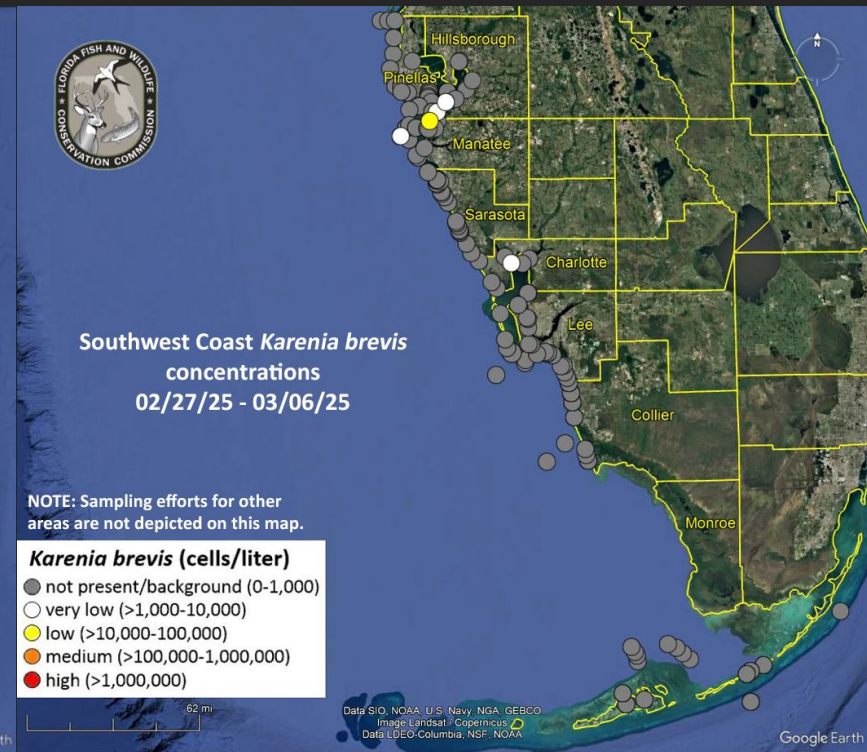 FLORIDA FISH AND WILDLIFE
CONSERVATION COMMISSION
N
Hillsborough
Pinellas
Manatee
Sarasota
Charlotte
Lee
Collier
Monroe
Southwest Coast Karenia brevis
concentrations
02/27/25 - 03/06/25
NOTE: Sampling efforts for other
areas are not depicted on this map.
Karenia brevis (cells/liter)
not present/background (0-1,000)
very low (>1,000-10,000)
low (>10,000-100,000)
medium (>100,000-1,000,000)
high (>1,000,000)
62 mi
Data SIO, NOAA, U.S. Navy, NGA, GEBCO
Image Landsat / Copernicus
Data LDEO-Columbia, NSF, NOAA
Google Earth
th